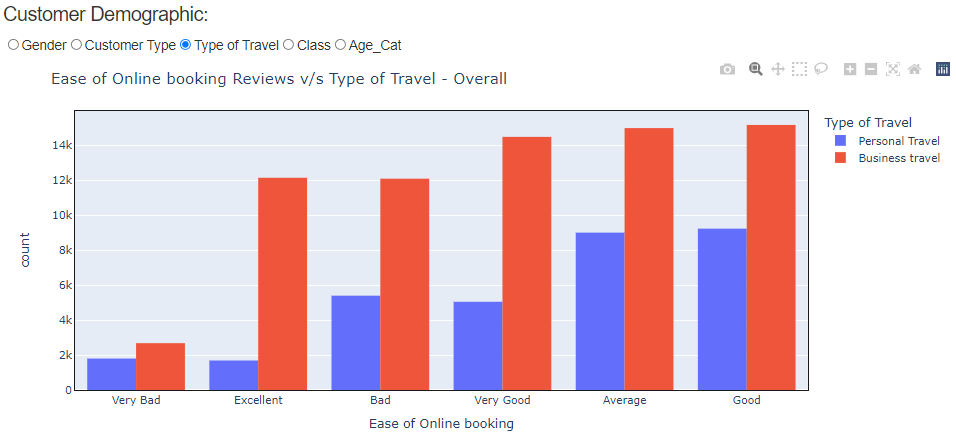 Customer Demographic:
Gender Customer Type Type of Travel Class Age_Cat
Ease of Online booking Reviews v/s Type of Travel - Overall
Type of Travel
Personal Travel
Business travel
14k
12k
10k
8k
6k
4k
2k
0
count
Very Bad Excellent Bad Very Good Average Good
Ease of Online booking